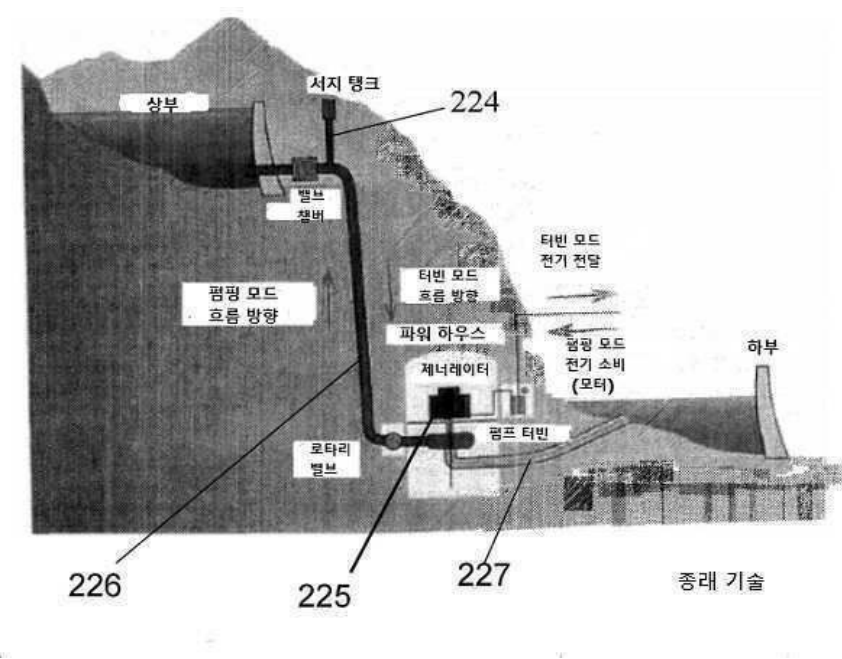 서지 탱크
상부
224
밸브
챔버
터빈 모드
전기 전달
터빈 모드
흐름 방향
펌핑 모드
흐름 방향
파워 하우스
펌핑 모드
전기 소비
(모터)
하부
제너레이터
펌프 터빈
로타리
밸브
226
225
227
종래 기술